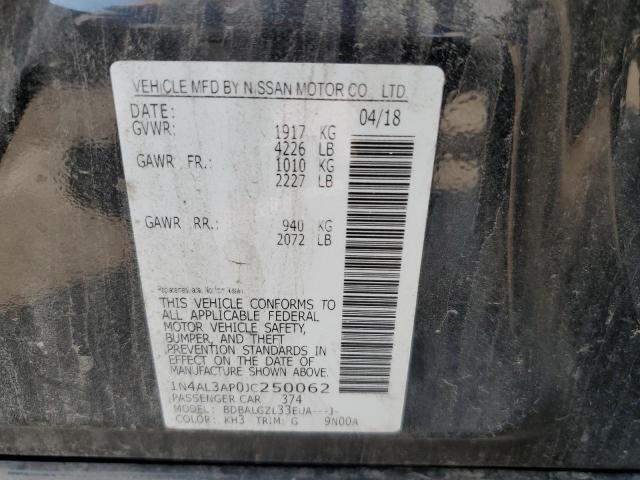 VEHICLE MFD BY NISSAN MOTOR CO., LTD.
DATE: 04/18
GVWR: 1917 KG
4226 LB
GAWR FR.: 1010 KG
2227 LB
GAWR RR.: 940 KG
2072 LB
THIS VEHICLE CONFORMS TO
ALL APPLICABLE FEDERAL
MOTOR VEHICLE SAFETY,
BUMPER, AND THEFT
PREVENTION STANDARDS IN
EFFECT ON THE DATE OF
MANUFACTURE SHOWN ABOVE.
1N4AL3AP0JC250062
PASSENGER CAR 374
MODEL: BDBALGZL33EUA---J-
COLOR: KH3 TRIM: G 9N00A